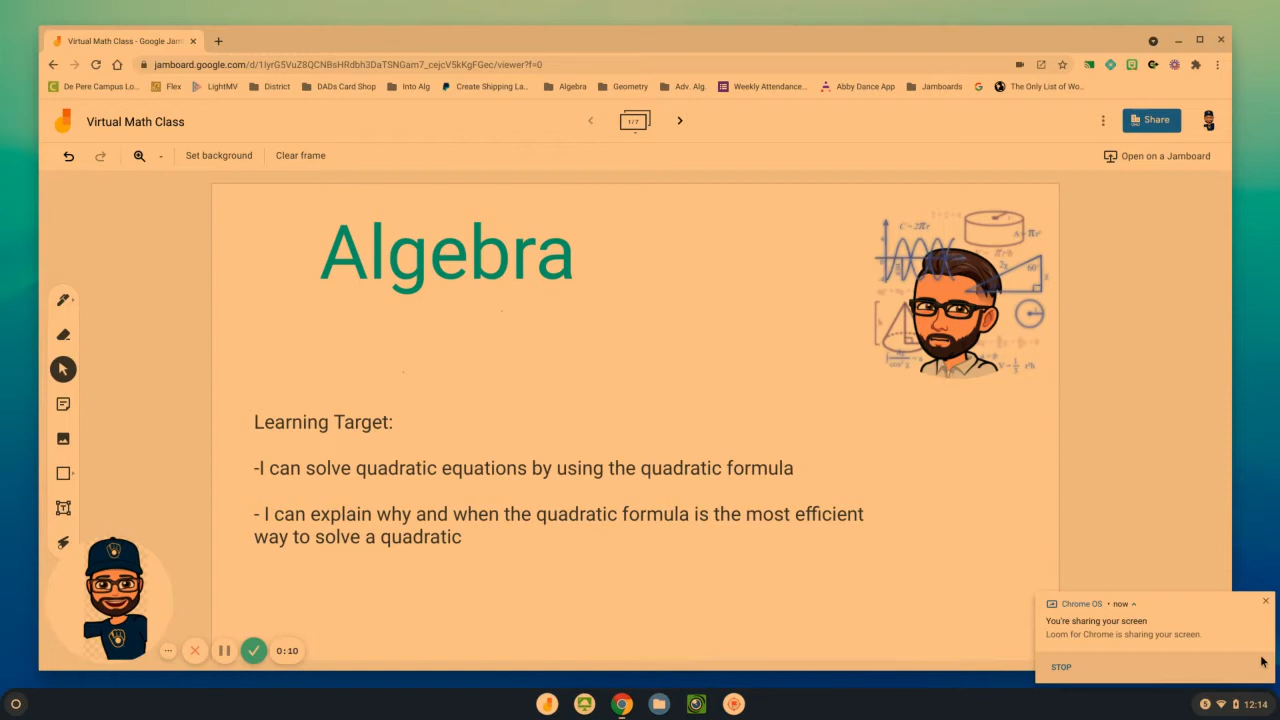 Virtual Math Class - Google Jam
jamboard.google.com/d/1IyrG5VuZ8QCNBsHRdbh3DaTSNGam7_cejcV5kKgFGec/viewer?f=0
De Pere Campus Lo... Flex LightMV District DADs Card Shop Into Alg Create Shipping La... Algebra Geometry Adv. Alg. Weekly Attendance... Abby Dance App Jamboards The Only List of Wo...
Virtual Math Class
1/7
Share
Set background Clear frame
Open on a Jamboard
Algebra
C=2πr
2x 60°
Learning Target:
-I can solve quadratic equations by using the quadratic formula
- I can explain why and when the quadratic formula is the most efficient
way to solve a quadratic
0:10
Chrome OS • now
You're sharing your screen
Loom for Chrome is sharing your screen.
STOP
12:14